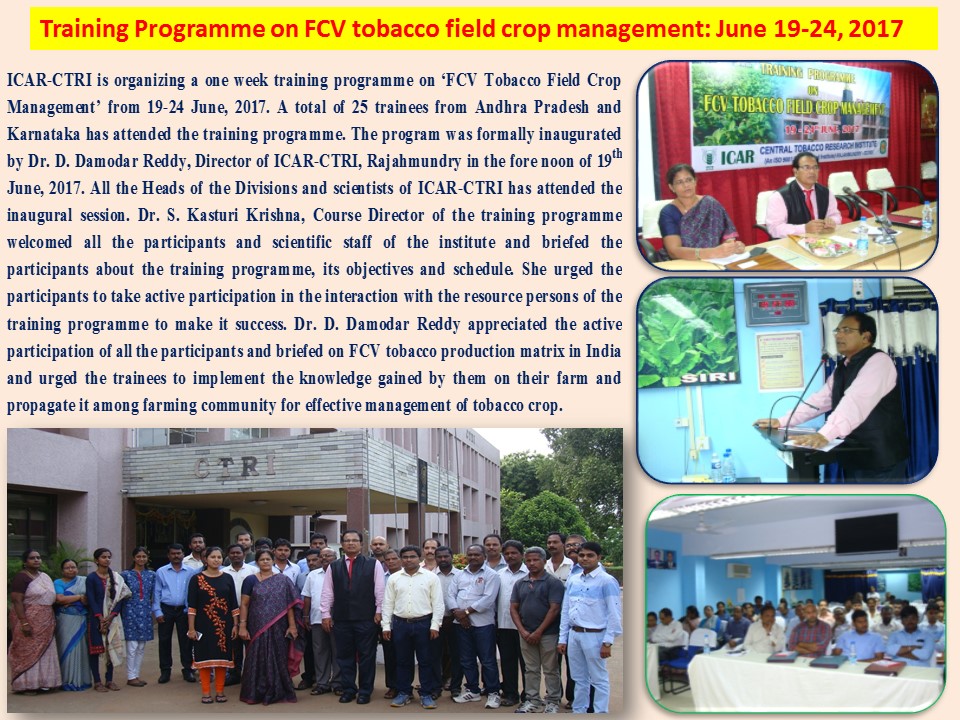 Training Programme on FCV tobacco field crop management: June 19-24, 2017
ICAR-CTRI is organizing a one week training programme on ‘FCV Tobacco Field Crop
Management’ from 19-24 June, 2017. A total of 25 trainees from Andhra Pradesh and
Karnataka has attended the training programme. The program was formally inaugurated
by Dr. D. Damodar Reddy, Director of ICAR-CTRI, Rajahmundry in the fore noon of 19th
June, 2017. All the Heads of the Divisions and scientists of ICAR-CTRI has attended the
inaugural session. Dr. S. Kasturi Krishna, Course Director of the training programme
welcomed all the participants and scientific staff of the institute and briefed the
participants about the training programme, its objectives and schedule. She urged the
participants to take active participation in the interaction with the resource persons of the
training programme to make it success. Dr. D. Damodar Reddy appreciated the active
participation of all the participants and briefed on FCV tobacco production matrix in India
and urged the trainees to implement the knowledge gained by them on their farm and
propagate it among farming community for effective management of tobacco crop.
TRAINING PROGRAMME
ON
FCV TOBACCO FIELD CROP MANAGEMENT
JUNE, 2017
ICAR CENTRAL TOBACCO RESEARCH INSTITUTE
(An ISO
SIRI
CTRI